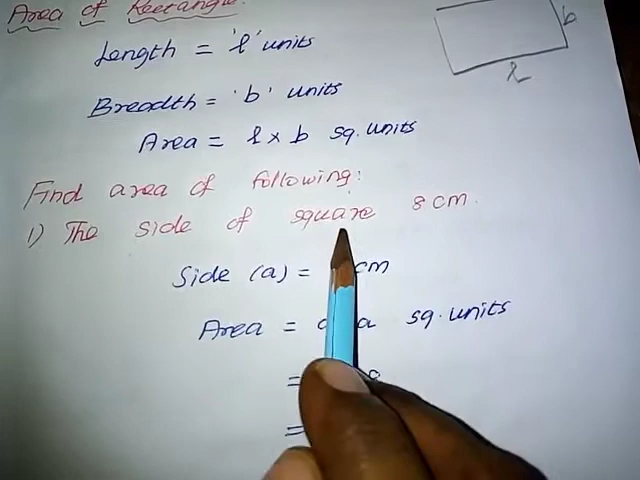 Area of Rectangle.
b
Length = 'l' units
l
Breadth = 'b' units
Area = l × b sq. units
Find area of following:
1) The side of square 8 cm.
Side (a) = cm
Area = a sq. units
=
=